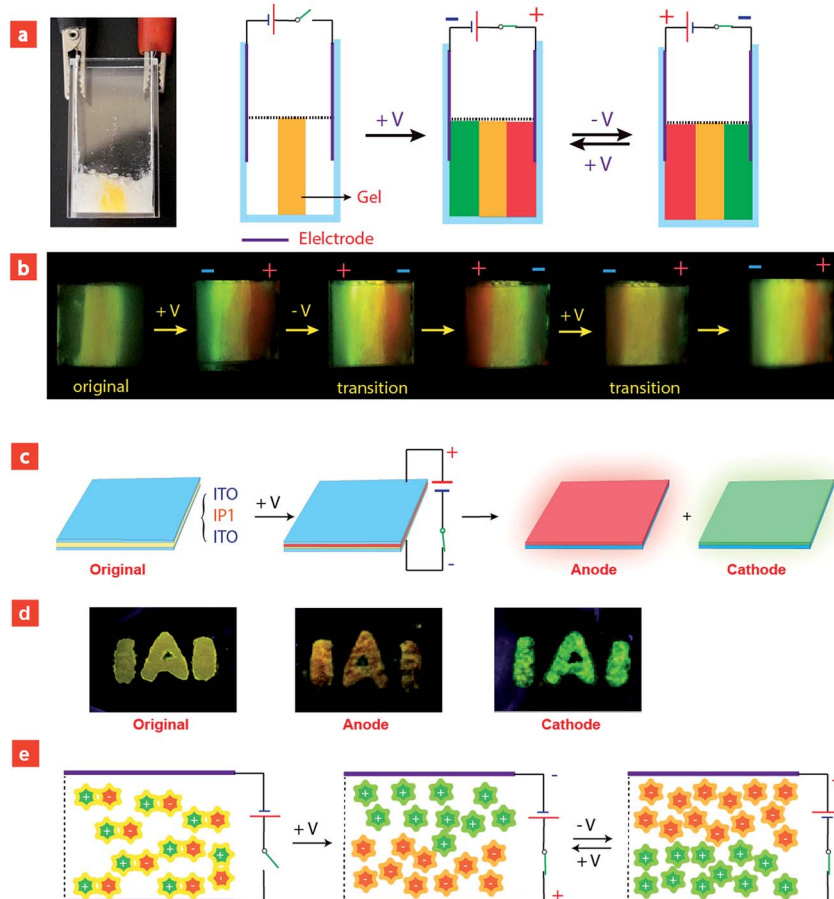 a
− + + −
+ V
- V
+ V
Gel
Elelctrode
b
− + + − + − − + − +
+ V
- V
+ V
original
transition
transition
c
+
ITO
IP1
ITO
+ V
-
+
Original
Anode
Cathode
d
Original
Anode
Cathode
e
-
+ V
- V
+ V
+